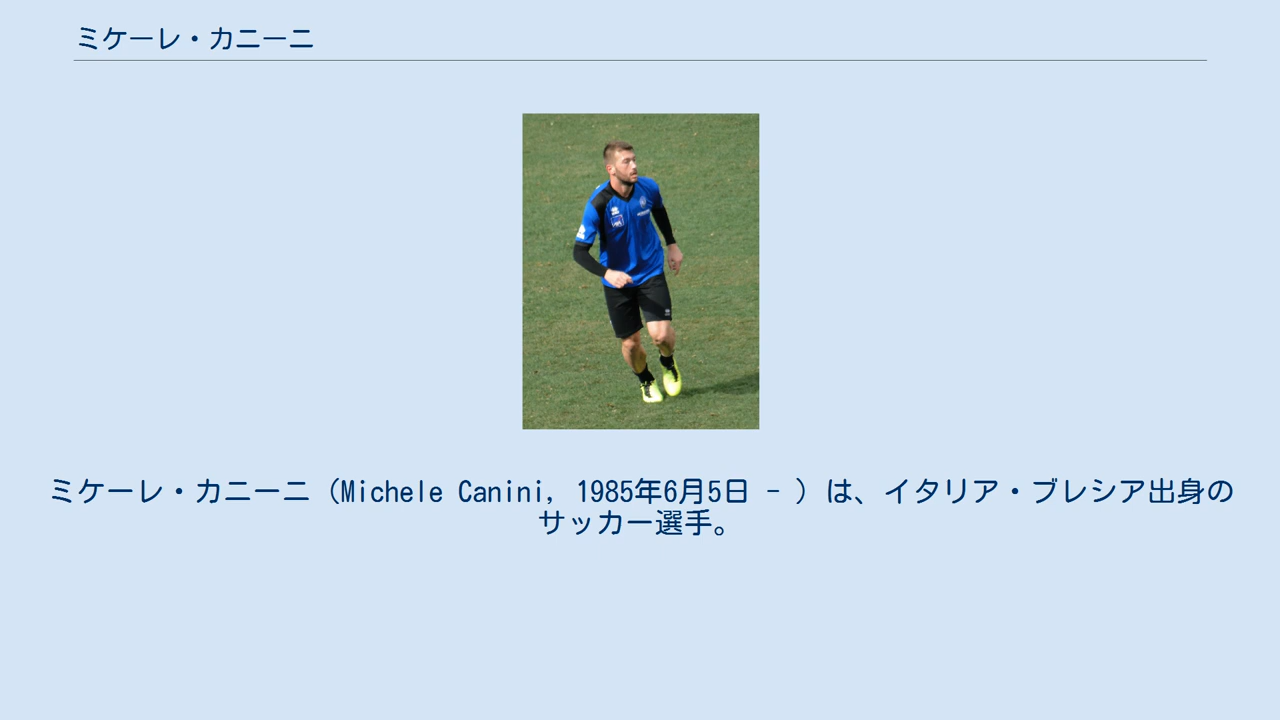 ミケーレ・カニーニ
ミケーレ・カニーニ（Michele Canini, 1985年6月5日 - ）は、イタリア・ブレシア出身の
サッカー選手。